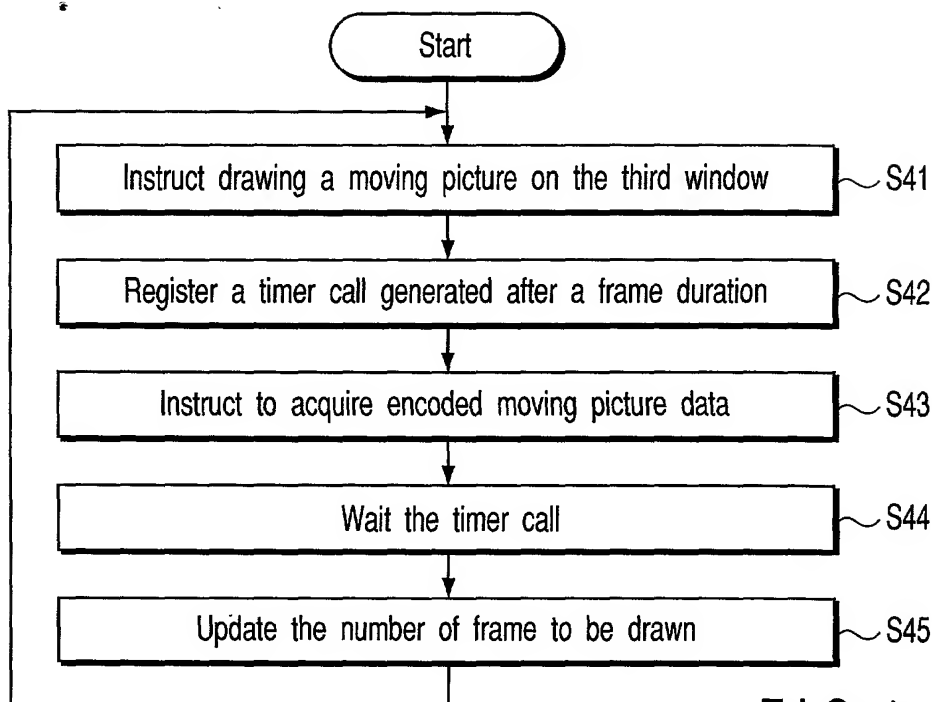 Start
Instruct drawing a moving picture on the third window
S41
Register a timer call generated after a frame duration
S42
Instruct to acquire encoded moving picture data
S43
Wait the timer call
S44
Update the number of frame to be drawn
S45